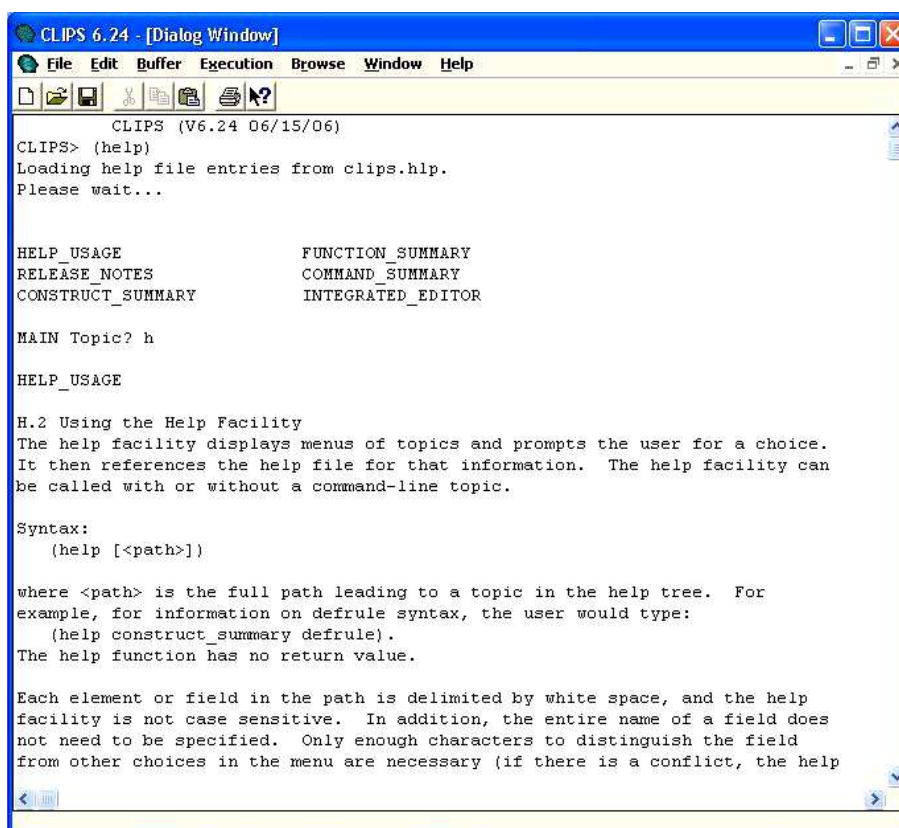 CLIPS 6.24 - [Dialog Window]
File Edit Buffer Execution Browse Window Help
CLIPS (V6.24 06/15/06)
CLIPS> (help)
Loading help file entries from clips.hlp.
Please wait...
HELP_USAGE FUNCTION_SUMMARY
RELEASE_NOTES COMMAND_SUMMARY
CONSTRUCT_SUMMARY INTEGRATED_EDITOR
MAIN Topic? h
HELP_USAGE
H.2 Using the Help Facility
The help facility displays menus of topics and prompts the user for a choice.
It then references the help file for that information. The help facility can
be called with or without a command-line topic.
Syntax:
(help [<path>])
where <path> is the full path leading to a topic in the help tree. For
example, for information on defrule syntax, the user would type:
(help construct_summary defrule).
The help function has no return value.
Each element or field in the path is delimited by white space, and the help
facility is not case sensitive. In addition, the entire name of a field does
not need to be specified. Only enough characters to distinguish the field
from other choices in the menu are necessary (if there is a conflict, the help